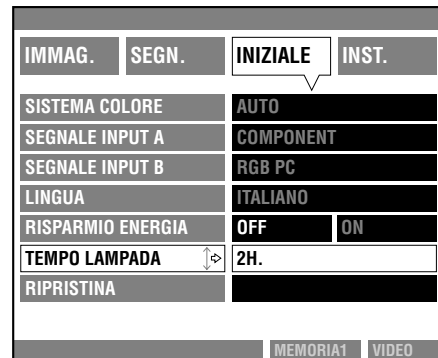 IMMAG. SEGN. INIZIALE INST.
SISTEMA COLORE AUTO
SEGNALE INPUT A COMPONENT
SEGNALE INPUT B RGB PC
LINGUA ITALIANO
RISPARMIO ENERGIA OFF ON
TEMPO LAMPADA 2H.
RIPRISTINA
MEMORIA1 VIDEO